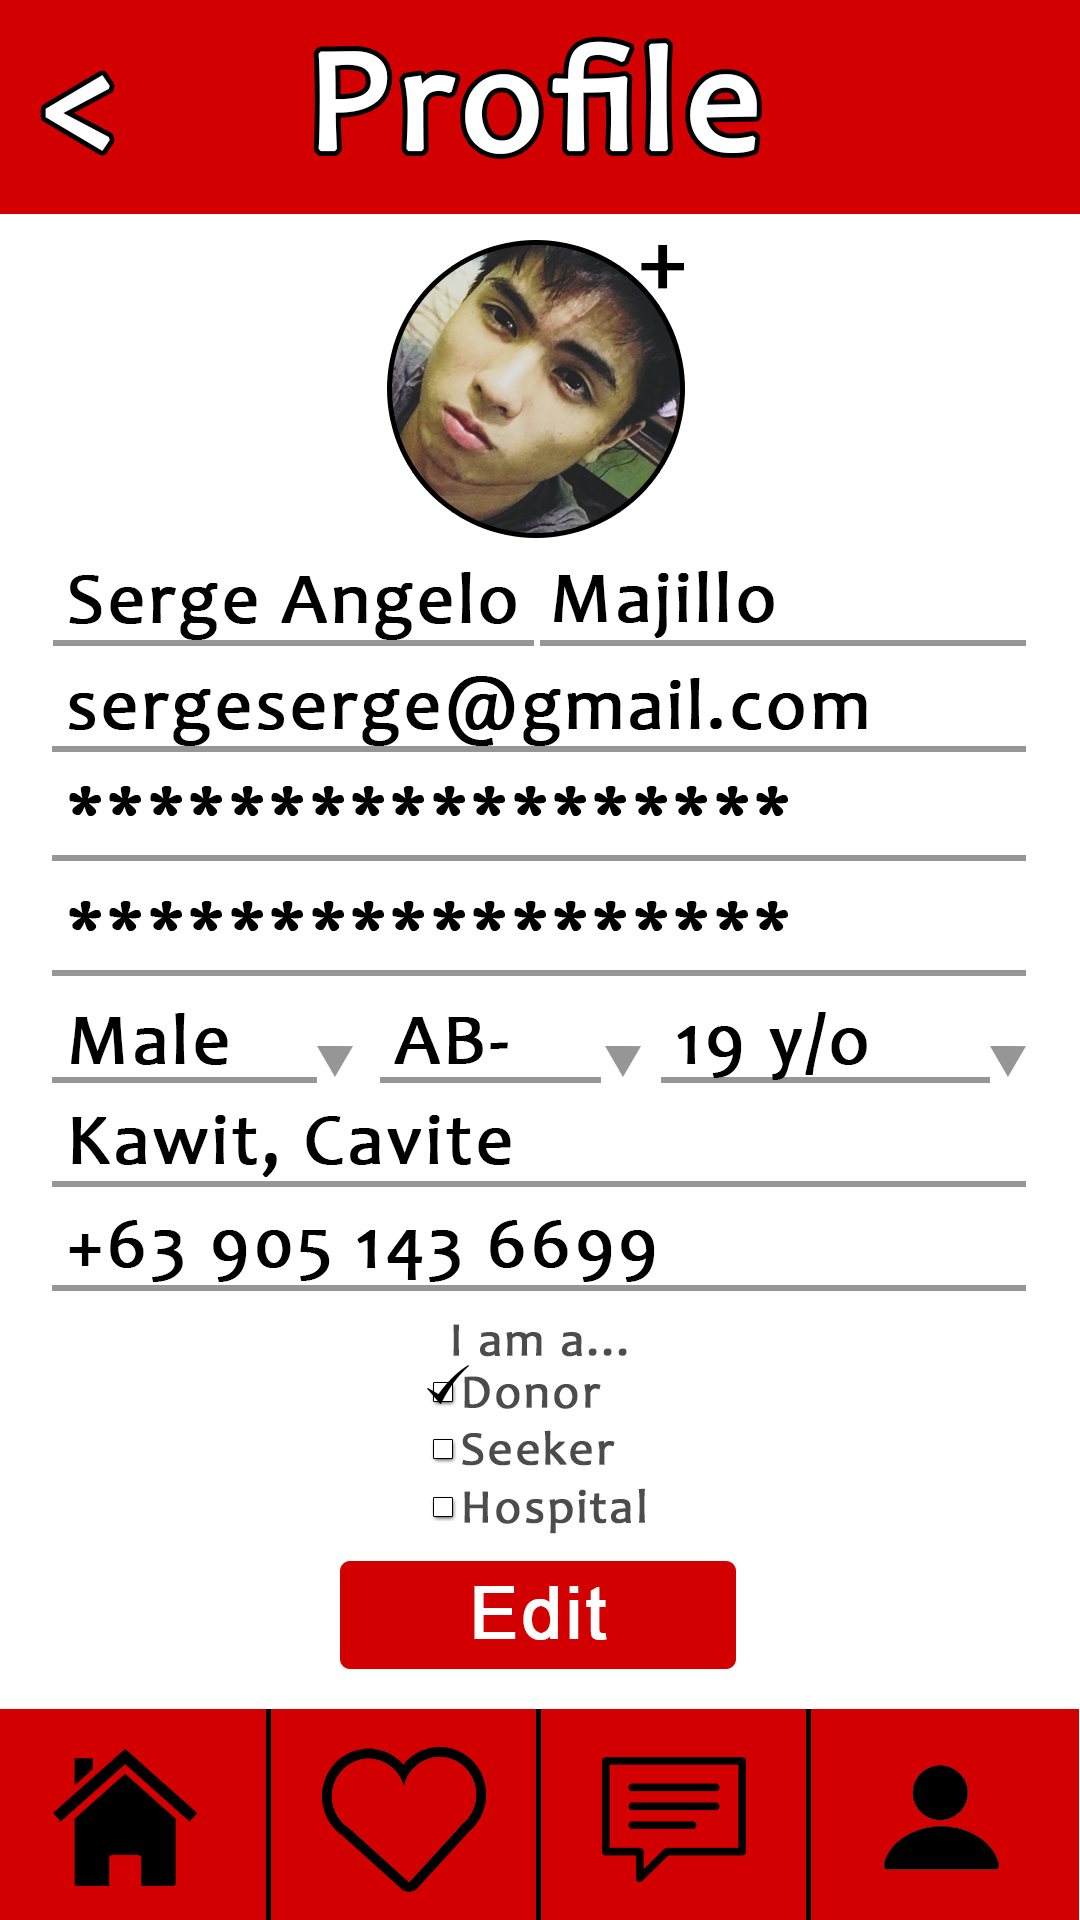 < Profile
+
Serge Angelo Majillo
sergeserge@gmail.com
******************
******************
Male AB- 19 y/o
Kawit, Cavite
+63 905 143 6699
I am a...
Donor
Seeker
Hospital
Edit